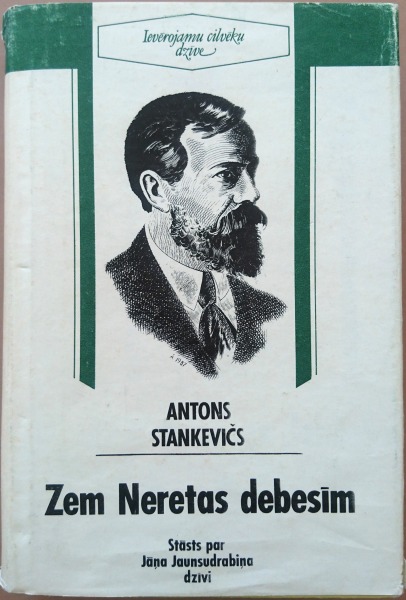 Ievērojamu cilvēku
dzīve
ANTONS
STANKEVIČS
Zem Neretas debesīm
Stāsts par
Jāņa Jaunsudrabiņa
dzīvi